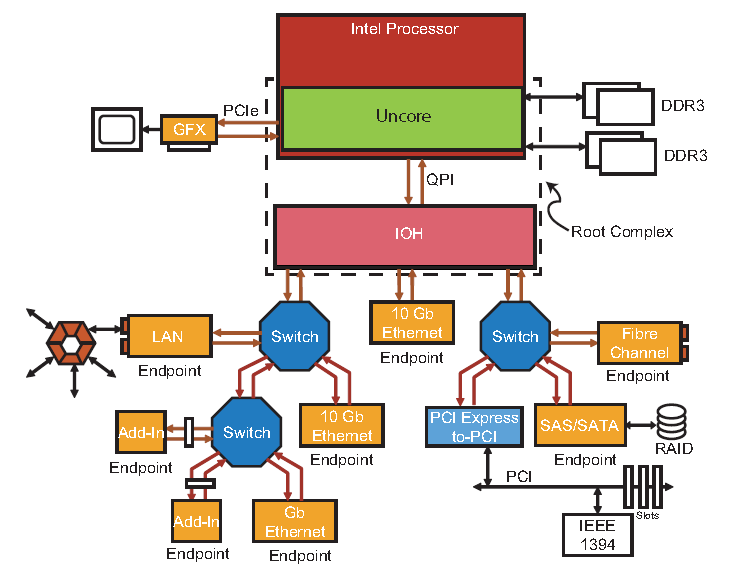 Intel Processor
Uncore
PCIe
GFX
DDR3
DDR3
QPI
Root Complex
IOH
Switch
LAN
Endpoint
10 Gb
Ethernet
Endpoint
Switch
Fibre
Channel
Endpoint
Switch
Add-In
Endpoint
10 Gb
Ethernet
Endpoint
PCI Express
to-PCI
SAS/SATA
Endpoint
RAID
PCI
Slots
Add-In
Endpoint
Gb
Ethernet
Endpoint
IEEE
1394